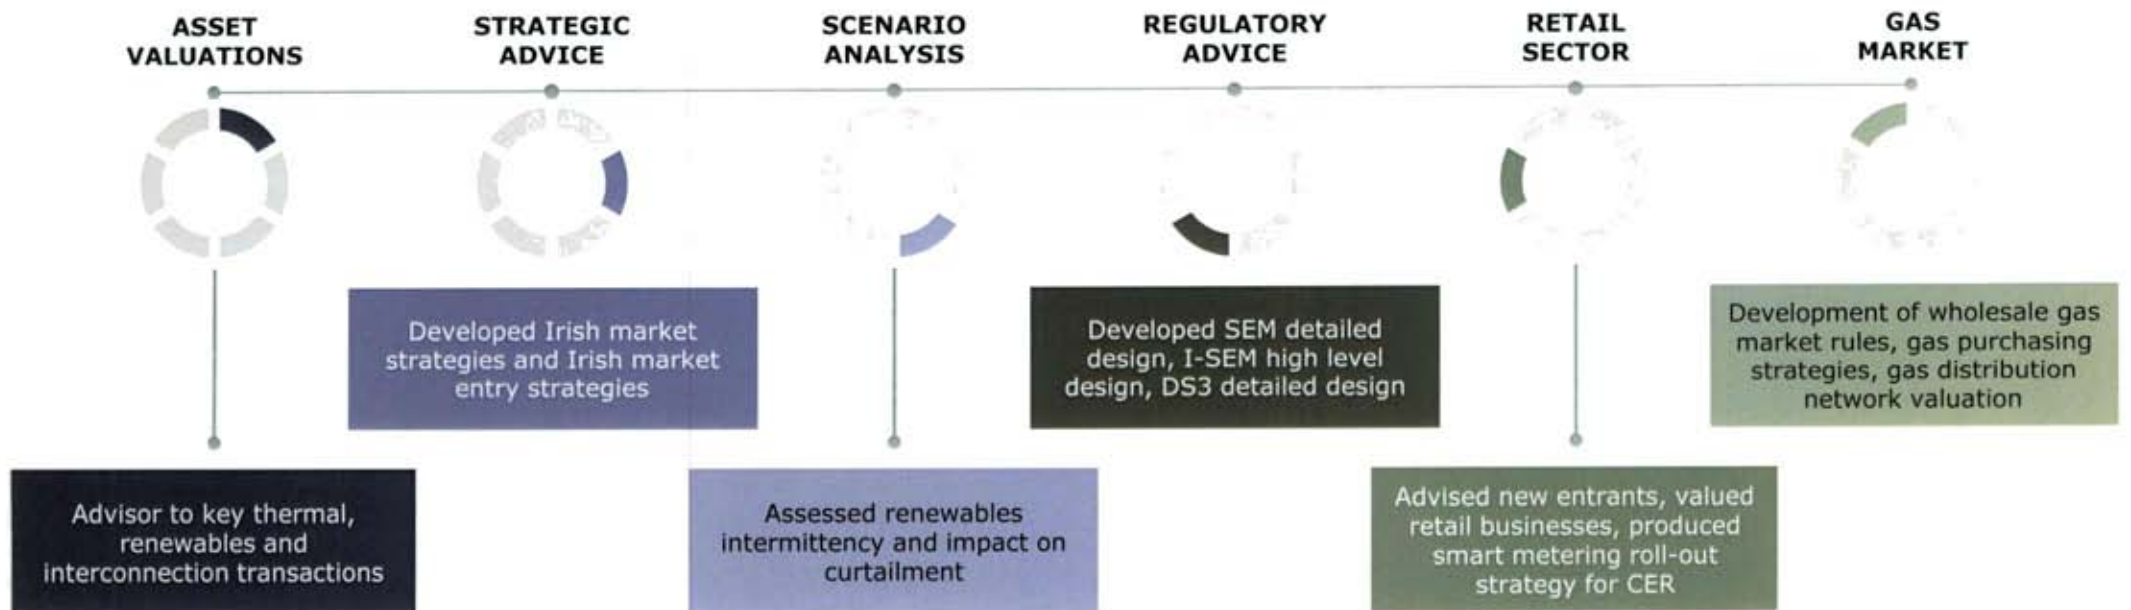 ASSET
VALUATIONS
STRATEGIC
ADVICE
SCENARIO
ANALYSIS
REGULATORY
ADVICE
RETAIL
SECTOR
GAS
MARKET
Developed Irish market
strategies and Irish market
entry strategies
Developed SEM detailed
design, I-SEM high level
design, DS3 detailed design
Development of wholesale gas
market rules, gas purchasing
strategies, gas distribution
network valuation
Advisor to key thermal,
renewables and
interconnection transactions
Assessed renewables
intermittency and impact on
curtailment
Advised new entrants, valued
retail businesses, produced
smart metering roll-out
strategy for CER